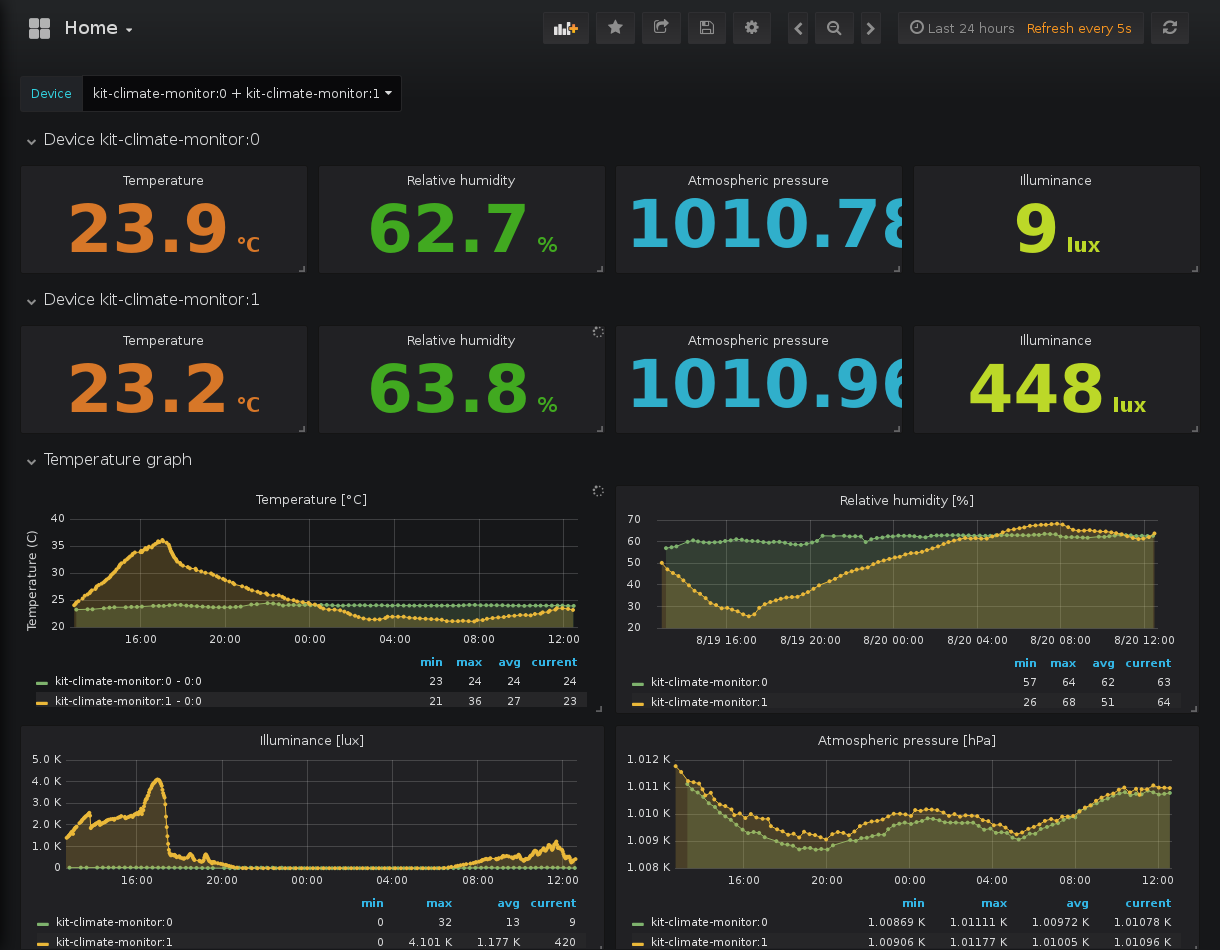 Home
Last 24 hours Refresh every 5s
Device kit-climate-monitor:0 + kit-climate-monitor:1
Device kit-climate-monitor:0
Temperature Relative humidity Atmospheric pressure Illuminance
23.9 °C 62.7 % 1010.78 9 lux
Device kit-climate-monitor:1
Temperature Relative humidity Atmospheric pressure Illuminance
23.2 °C 63.8 % 1010.96 448 lux
Temperature graph
Temperature [°C]
Temperature (C)
40
35
30
25
20
16:00 20:00 00:00 04:00 08:00 12:00
min max avg current
kit-climate-monitor:0 - 0:0 23 24 24 24
kit-climate-monitor:1 - 0:0 21 36 27 23
Relative humidity [%]
70
60
50
40
30
20
8/19 16:00 8/19 20:00 8/20 00:00 8/20 04:00 8/20 08:00 8/20 12:00
min max avg current
kit-climate-monitor:0 57 64 62 63
kit-climate-monitor:1 26 68 51 64
Illuminance [lux]
5.0 K
4.0 K
3.0 K
2.0 K
1.0 K
0
16:00 20:00 00:00 04:00 08:00 12:00
min max avg current
kit-climate-monitor:0 0 32 13 9
kit-climate-monitor:1 0 4.101 K 1.177 K 420
Atmospheric pressure [hPa]
1.012 K
1.011 K
1.010 K
1.009 K
1.008 K
16:00 20:00 00:00 04:00 08:00 12:00
min max avg current
kit-climate-monitor:0 1.00869 K 1.01111 K 1.00972 K 1.01078 K
kit-climate-monitor:1 1.00906 K 1.01177 K 1.01005 K 1.01096 K